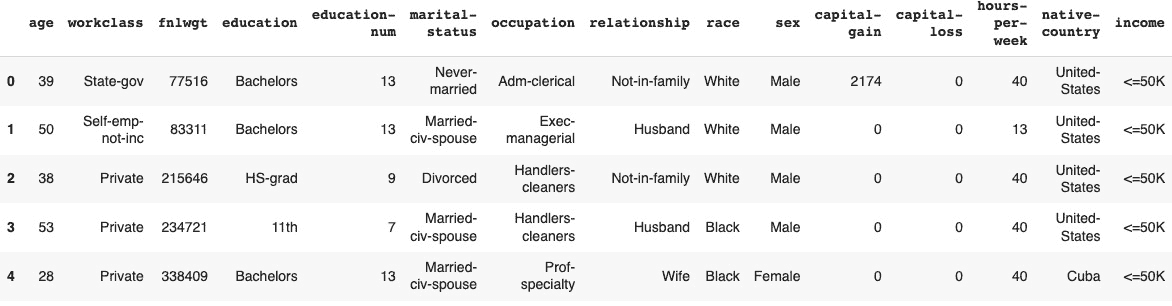 age workclass fnlwgt education education-num marital-status occupation relationship race sex capital-gain capital-loss hours-per-week native-country income
0 39 State-gov 77516 Bachelors 13 Never-married Adm-clerical Not-in-family White Male 2174 0 40 United-States <=50K
1 50 Self-emp-not-inc 83311 Bachelors 13 Married-civ-spouse Exec-managerial Husband White Male 0 0 13 United-States <=50K
2 38 Private 215646 HS-grad 9 Divorced Handlers-cleaners Not-in-family White Male 0 0 40 United-States <=50K
3 53 Private 234721 11th 7 Married-civ-spouse Handlers-cleaners Husband Black Male 0 0 40 United-States <=50K
4 28 Private 338409 Bachelors 13 Married-civ-spouse Prof-specialty Wife Black Female 0 0 40 Cuba <=50K